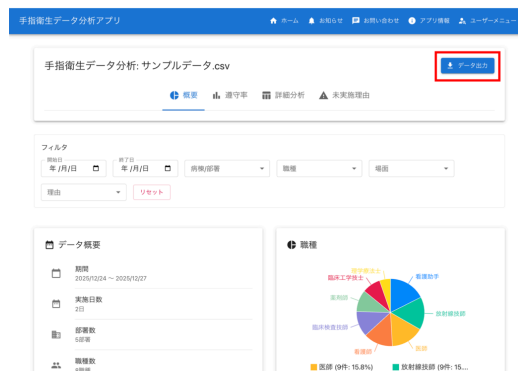 手指衛生データ分析アプリ ホーム お知らせ お問い合わせ アプリ情報 ユーザーメニュー
手指衛生データ分析: サンプルデータ.csv データ出力
概要 遵守率 詳細分析 未実施理由
フィルタ
開始日 終了日
年 /月/日 年 /月/日 病棟/部署 職種 場面
理由 リセット
データ概要
期間
2025/12/24 ～ 2025/12/27
実施日数
2日
部署数
5部署
職種数
職種
臨床工学技士 看護助手
薬剤師 放射線技師
臨床検査技師
看護師 医師
医師 (9件: 15.8%) 放射線技師 (9件: 15....